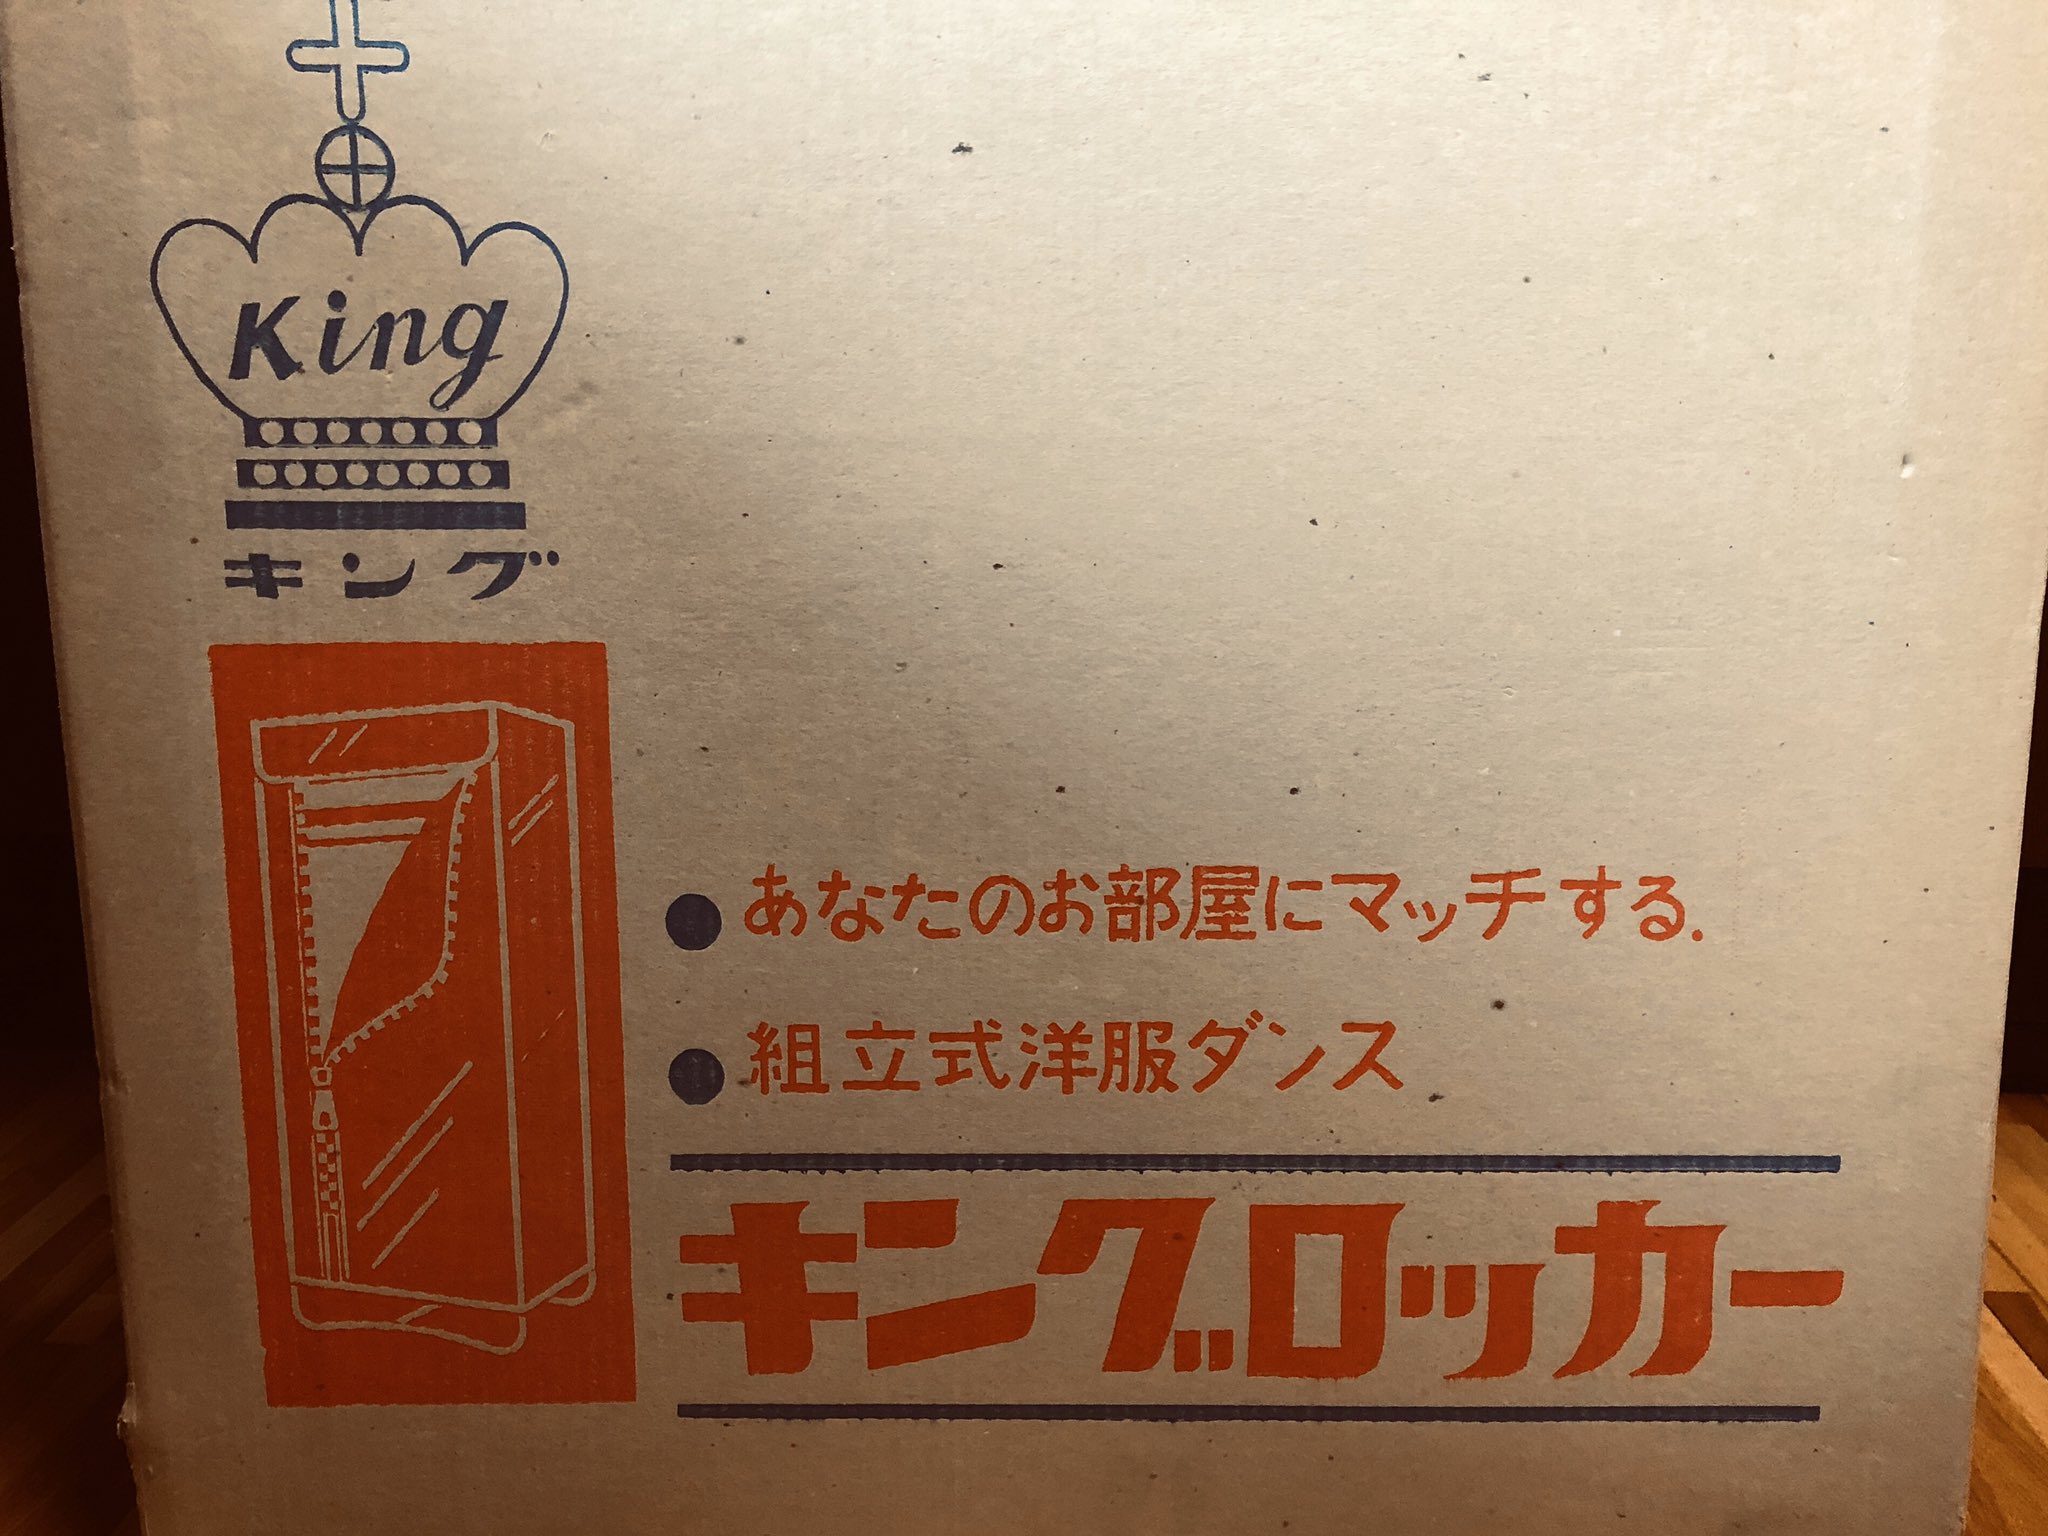 King
キング
●あなたのお部屋にマッチする.
●組立式洋服ダンス
キングロッカー